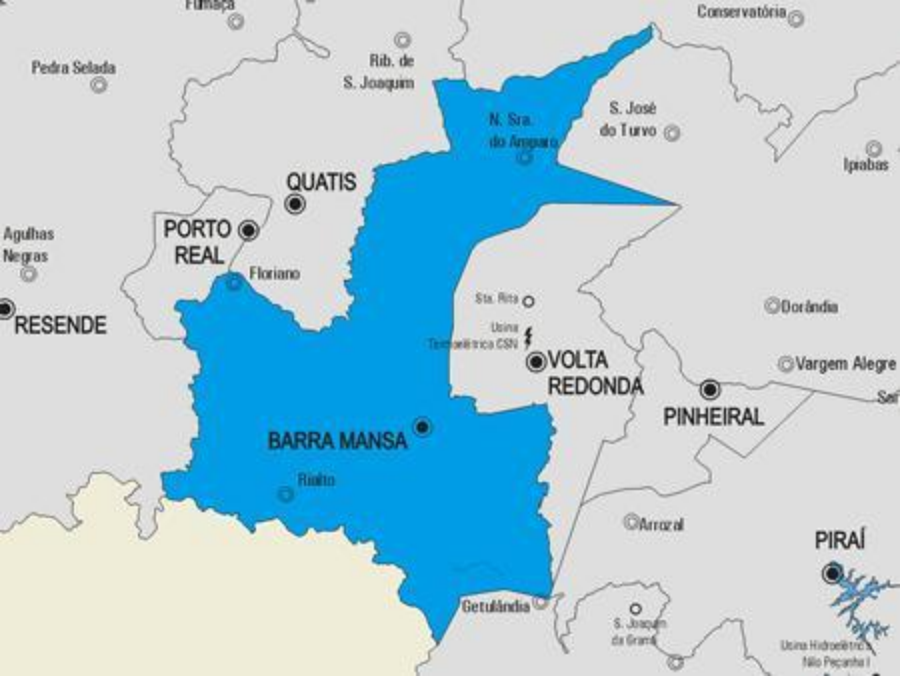 Fumaça
Conservatória
Rib. de
S. Joaquim
Pedra Selada
N. Sra.
do Amparo
S. José
do Turvo
Ipiabas
QUATIS
PORTO
REAL
Agulhas
Negras
Floriano
RESENDE
Sta. Rita
Usina
Termoelétrica CSN
Dorândia
VOLTA
REDONDA
Vargem Alegre
PINHEIRAL
BARRA MANSA
Rialto
Arrozal
PIRAÍ
Getulândia
S. Joaquim
da Grama
Usina Hidroelétrica
Nilo Peçanha I